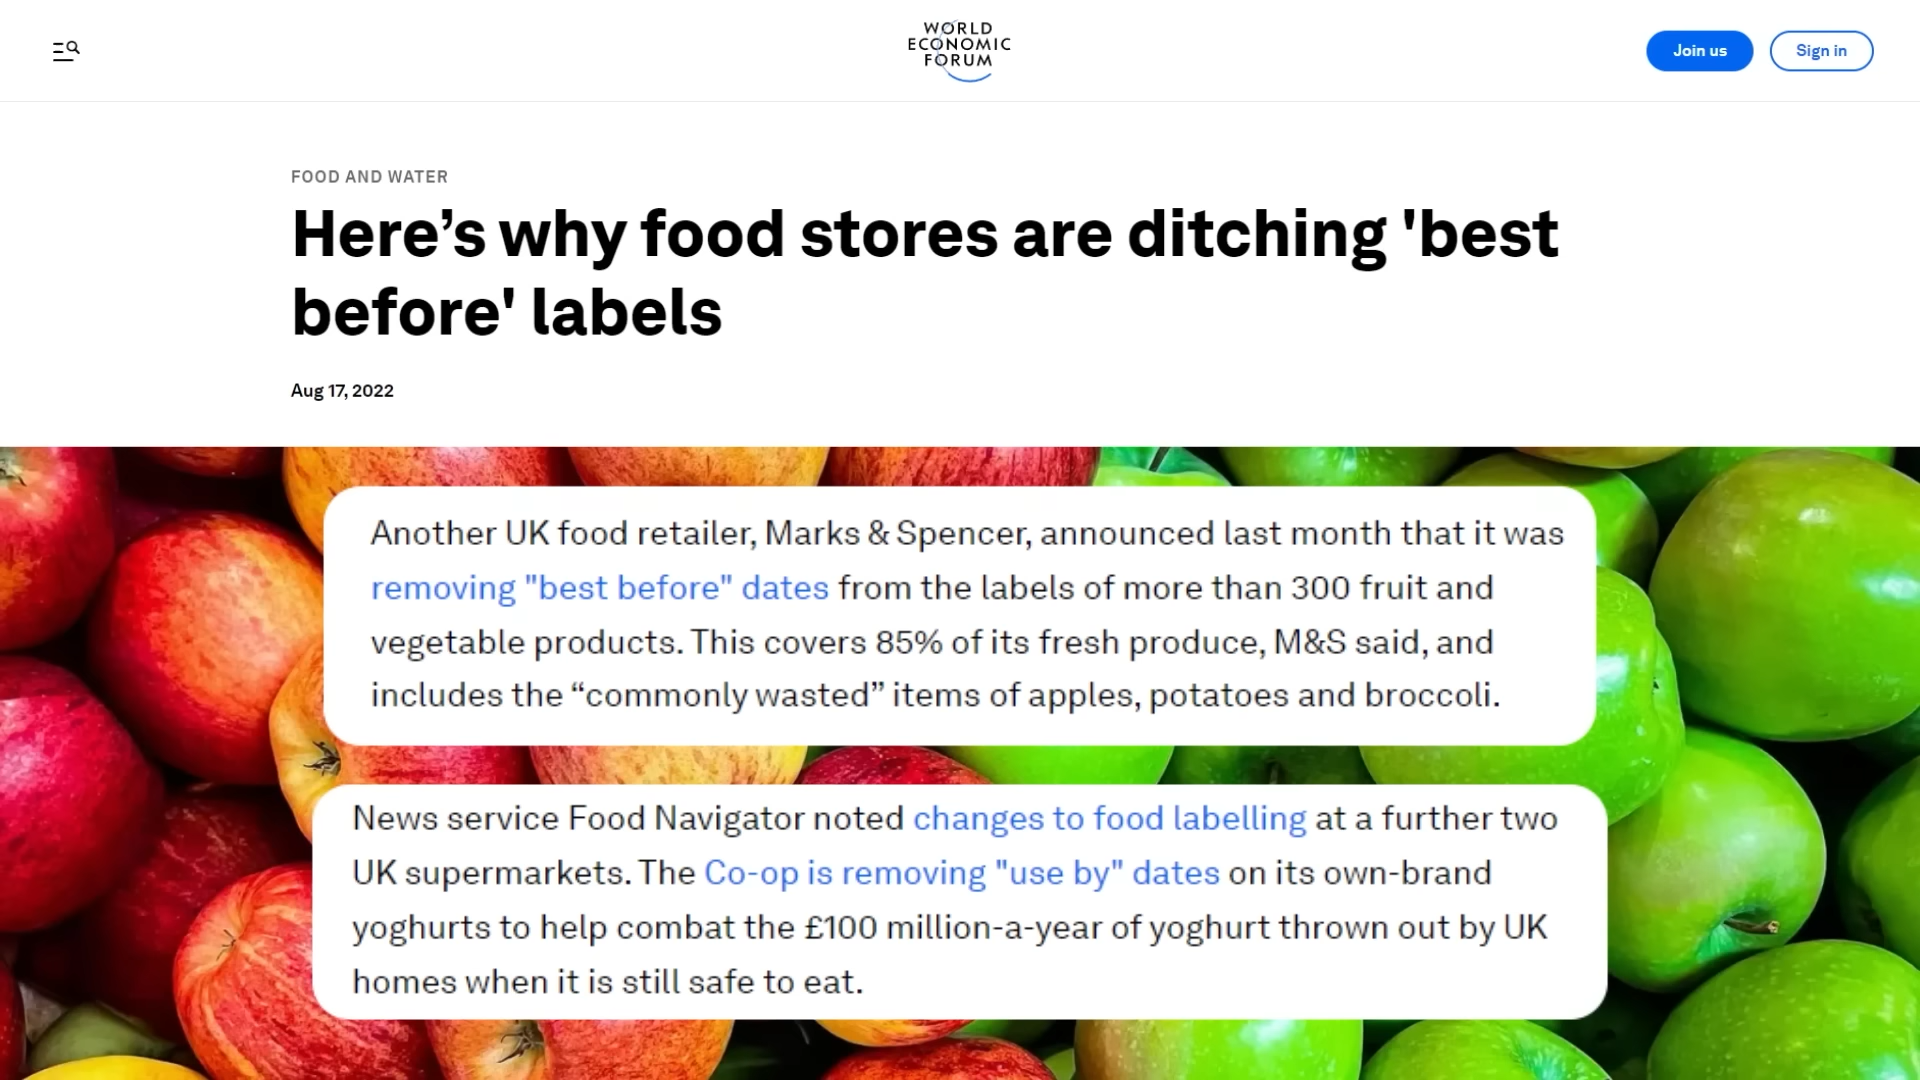 WORLD
ECONOMIC
FORUM
Join us
Sign in
FOOD AND WATER
Here’s why food stores are ditching 'best
before' labels
Aug 17, 2022
Another UK food retailer, Marks & Spencer, announced last month that it was
removing "best before" dates from the labels of more than 300 fruit and
vegetable products. This covers 85% of its fresh produce, M&S said, and
includes the “commonly wasted” items of apples, potatoes and broccoli.
News service Food Navigator noted changes to food labelling at a further two
UK supermarkets. The Co-op is removing "use by" dates on its own-brand
yoghurts to help combat the £100 million-a-year of yoghurt thrown out by UK
homes when it is still safe to eat.